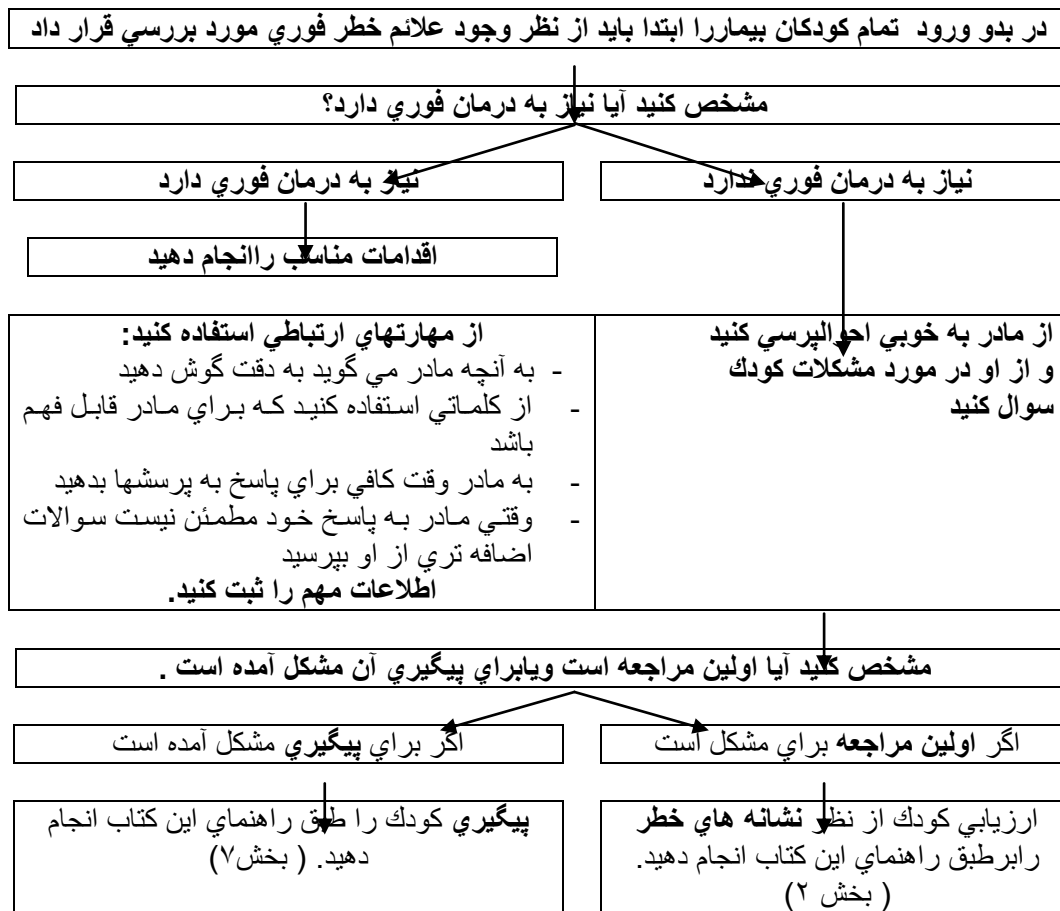 در بدو ورود تمام كودكان بيماررا ابتدا بايد از نظر وجود علائم خطر فوري مورد بررسي قرار داد
مشخص كنيد آيا نياز به درمان فوري دارد؟
نياز به درمان فوري ندارد
نياز به درمان فوري دارد
اقدامات مناسب راانجام دهيد
از مادر به خوبي احوالپرسي كنيد
و از او در مورد مشكلات كودك
سوال كنيد
از مهارتهاي ارتباطي استفاده كنيد:
- به آنچه مادر مي گويد به دقت گوش دهيد
- از كلماتي استفاده كنيد كه براي مادر قابل فهم
باشد
- به مادر وقت كافي براي پاسخ به پرسشها بدهيد
- وقتي مادر به پاسخ خود مطمئن نيست سوالات
اضافه تري از او بپرسيد
اطلاعات مهم را ثبت كنيد.
مشخص كنيد آيا اولين مراجعه است ويابراي پيگيري آن مشكل آمده است .
اگر اولين مراجعه براي مشكل است
اگر براي پيگيري مشكل آمده است
ارزيابي كودك از نظر نشانه هاي خطر
رابرطبق راهنماي اين كتاب انجام دهيد.
( بخش ۲)
پيگيري كودك را طبق راهنماي اين كتاب انجام
دهيد. ( بخش۷)